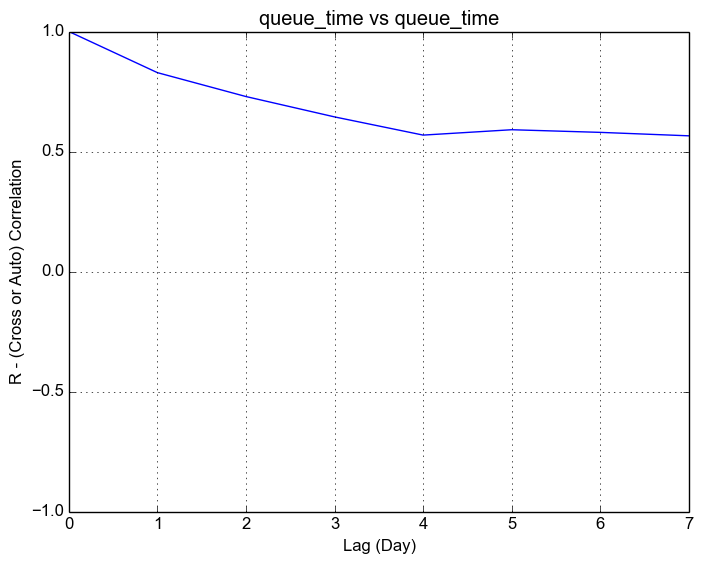 queue_time vs queue_time
1.0
0.5
0.0
−0.5
−1.0
R - (Cross or Auto) Correlation
0 1 2 3 4 5 6 7
Lag (Day)